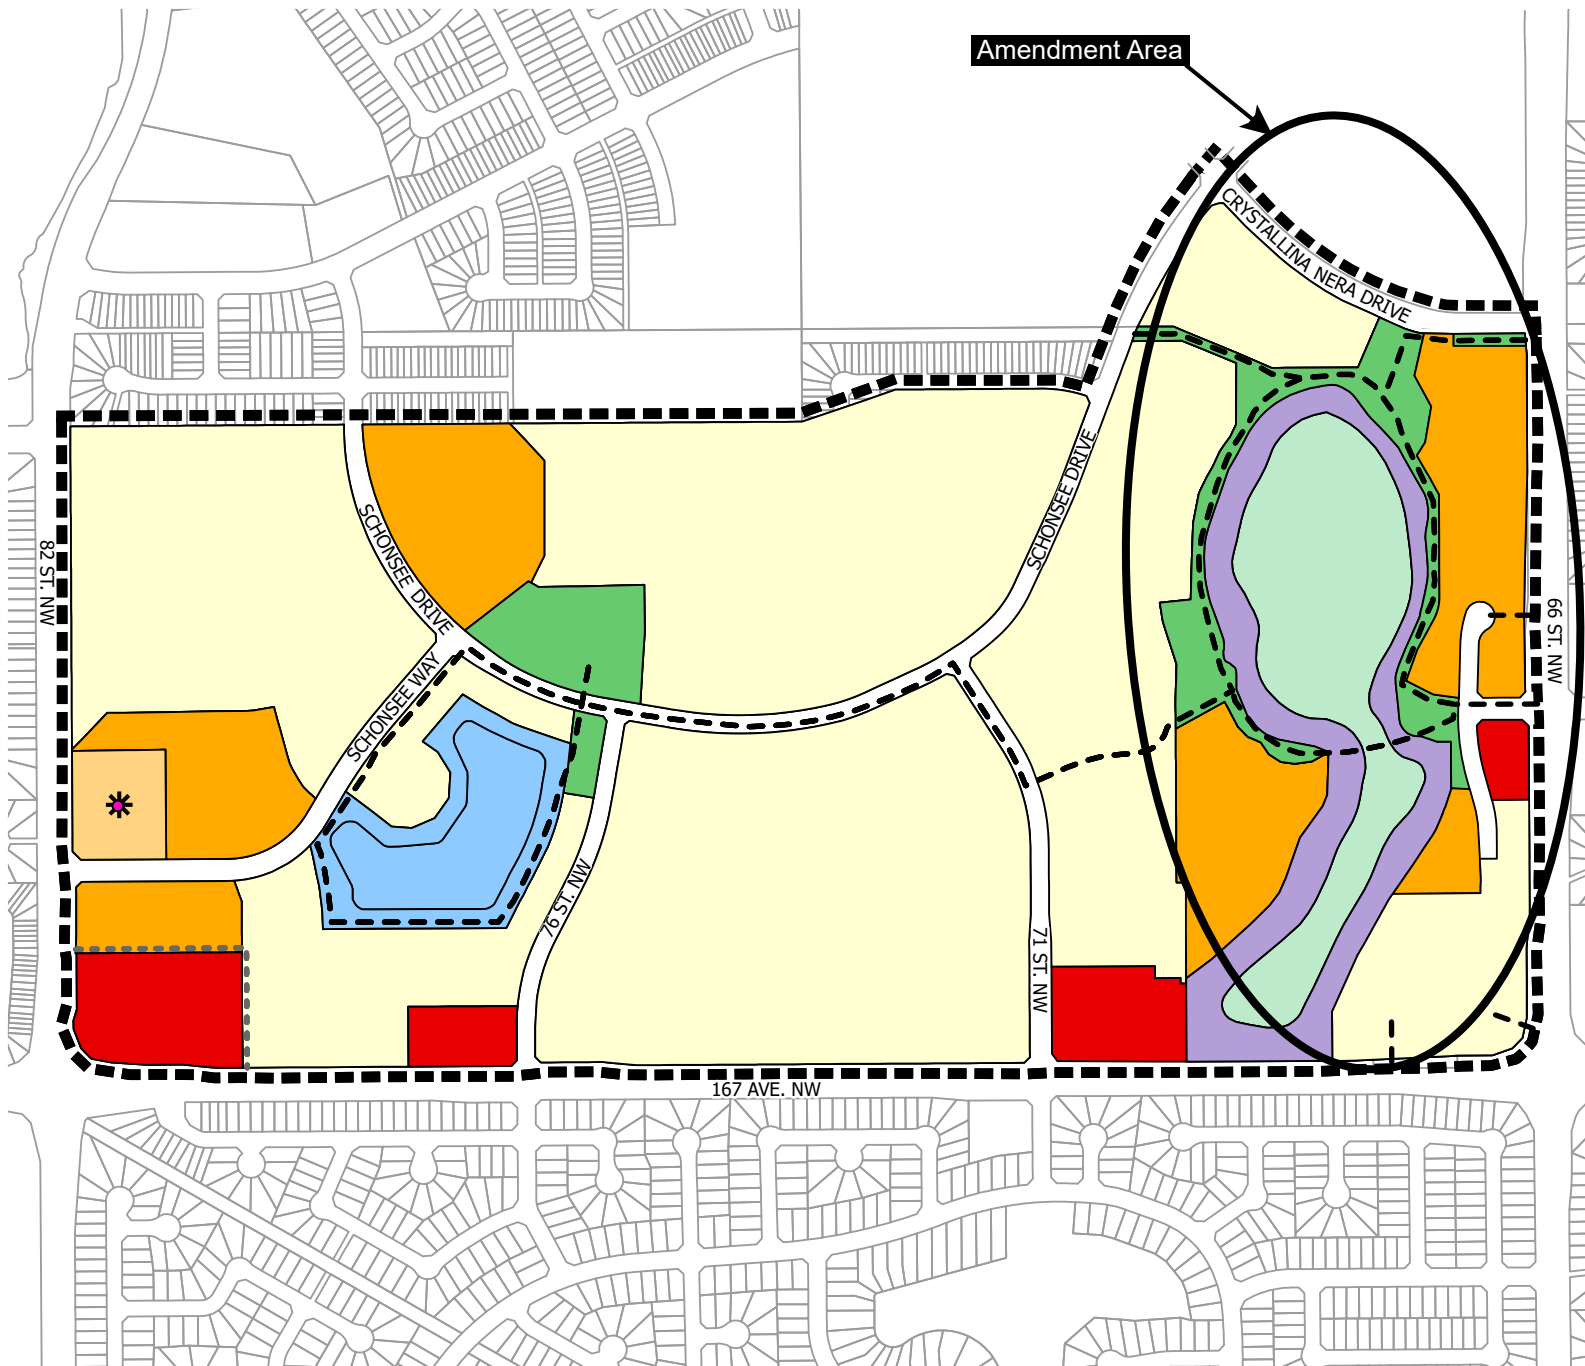 Amendment Area
CRYSTALLINA NERA DRIVE
SCHONSEE DRIVE
SCHONSEE DRIVE
82 ST. NW
66 ST. NW
SCHONSEE WAY
76 ST. NW
71 ST. NW
167 AVE. NW